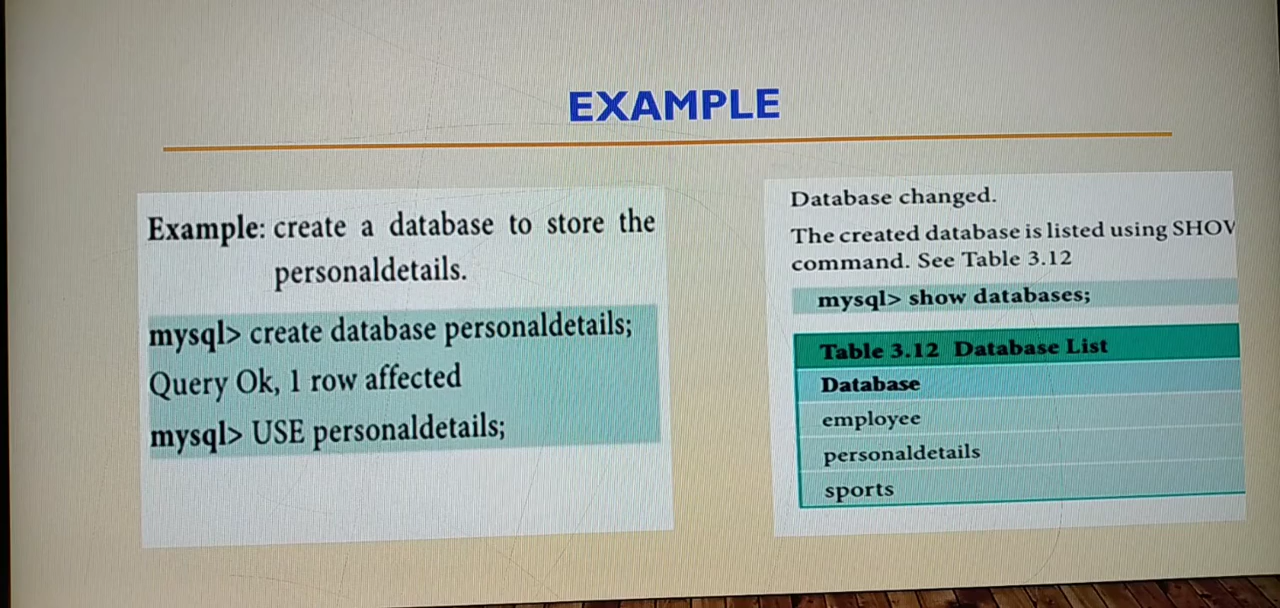 EXAMPLE
Example: create a database to store the
personaldetails.
mysql> create database personaldetails;
Query Ok, 1 row affected
mysql> USE personaldetails;
Database changed.
The created database is listed using SHOW
command. See Table 3.12
mysql> show databases;
Table 3.12 Database List
Database
employee
personaldetails
sports